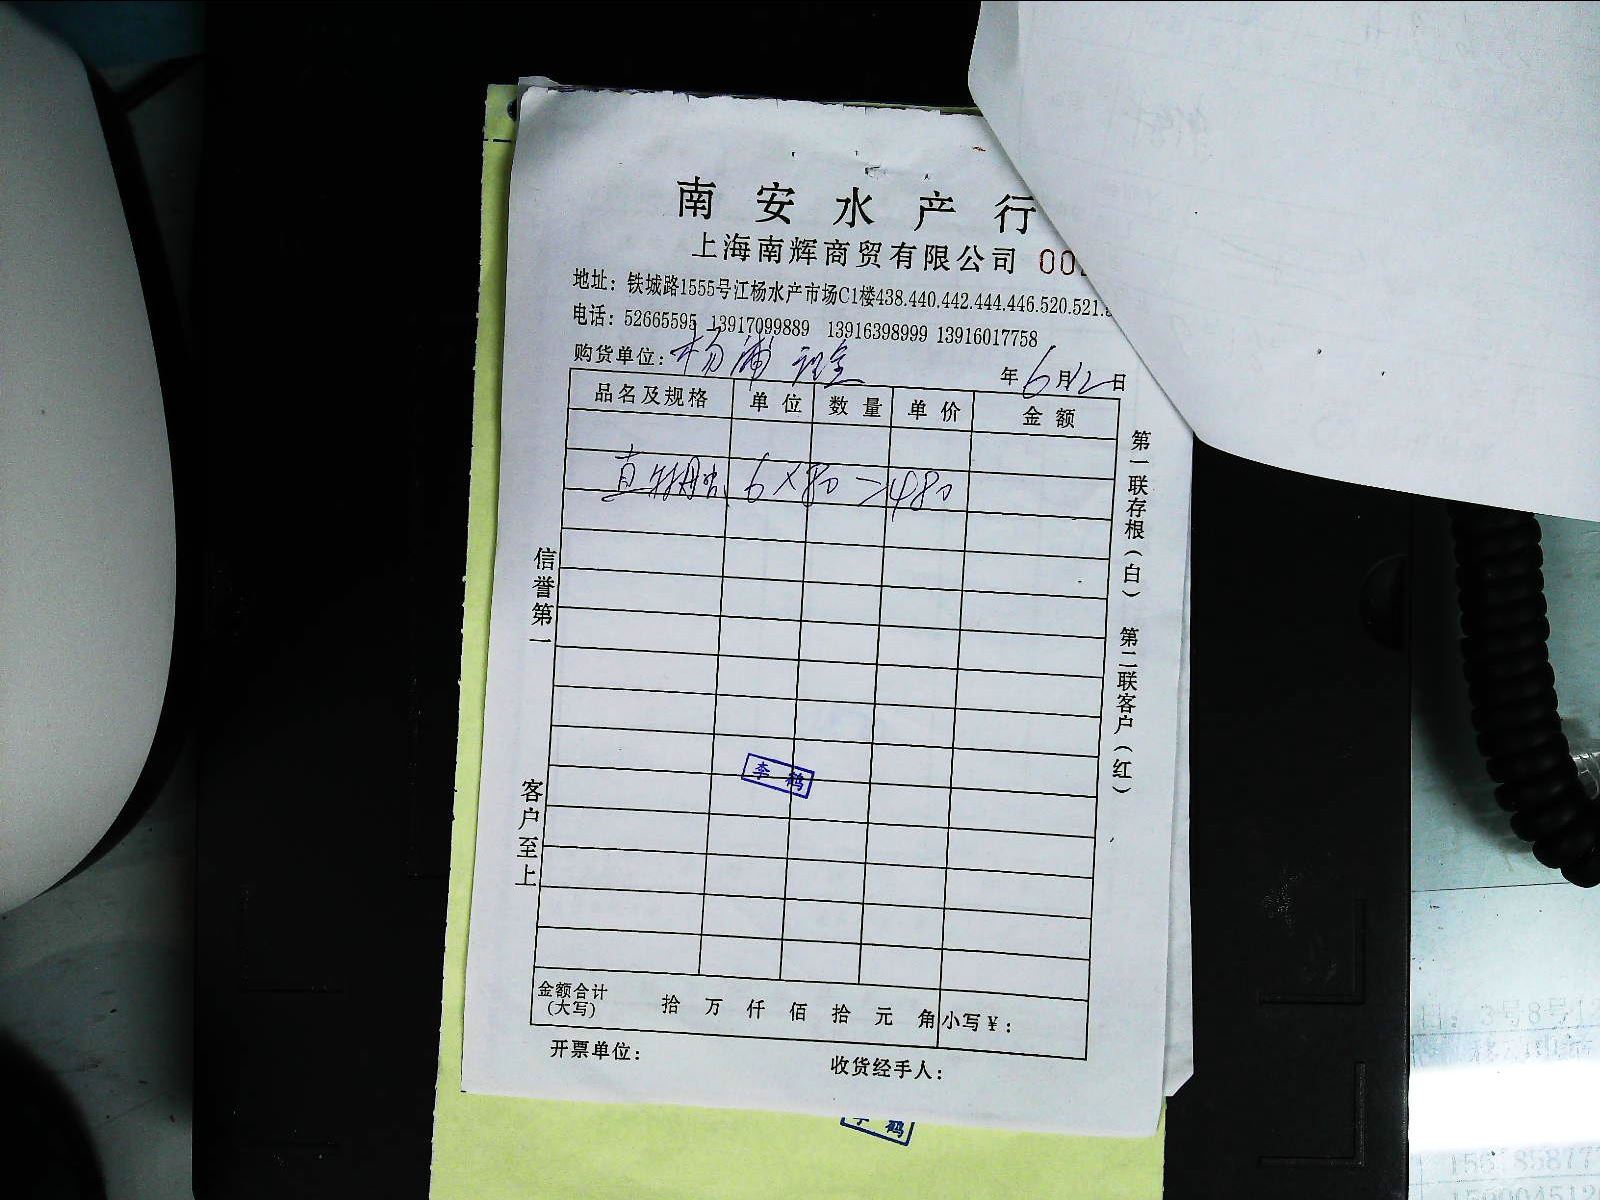 南安水产行
上海南辉商贸有限公司 00
地址：铁城路1555号江杨水产市场C1楼438.440.442.444.446.520.521.
电话：52665595 13917099889 13916398999 13916017758
购货单位：杨浦 年6月12日
品名及规格 单位 数量 单价 金额
6×80=480
信誉第一
客户至上
第一联存根（白） 第二联客户（红）
李鹤
金额合计（大写） 拾万仟佰拾元角 小写￥：
开票单位： 收货经手人：
李鹤